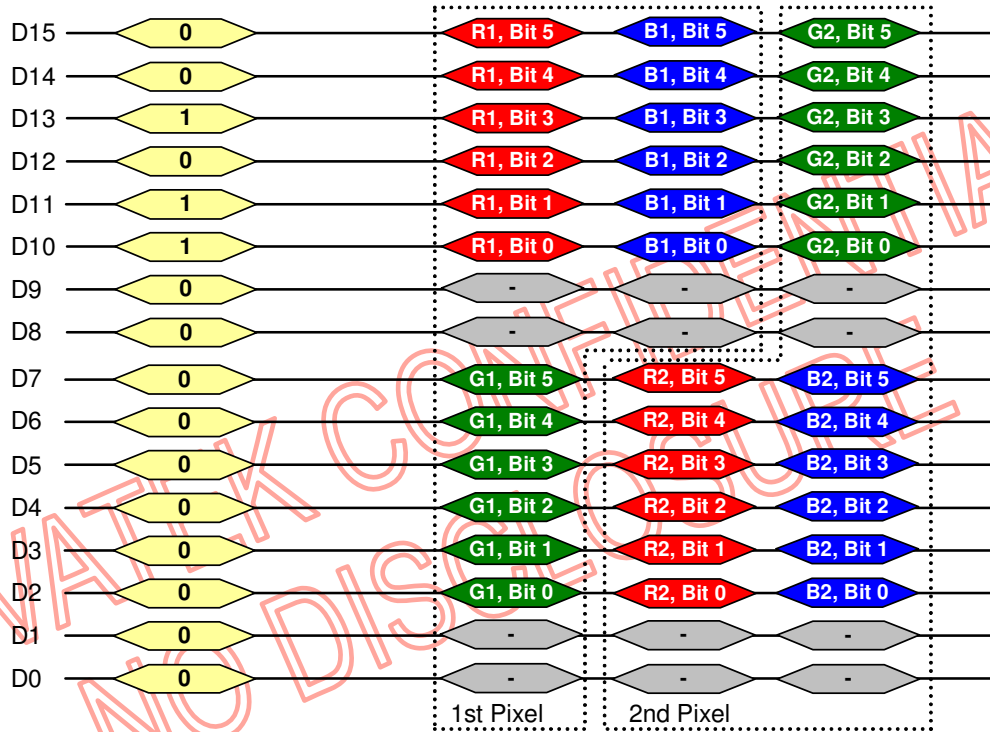 D15 0 R1, Bit 5 B1, Bit 5 G2, Bit 5
D14 0 R1, Bit 4 B1, Bit 4 G2, Bit 4
D13 1 R1, Bit 3 B1, Bit 3 G2, Bit 3
D12 0 R1, Bit 2 B1, Bit 2 G2, Bit 2
D11 1 R1, Bit 1 B1, Bit 1 G2, Bit 1
D10 1 R1, Bit 0 B1, Bit 0 G2, Bit 0
D9 0 - - -
D8 0 - - -
D7 0 G1, Bit 5 R2, Bit 5 B2, Bit 5
D6 0 G1, Bit 4 R2, Bit 4 B2, Bit 4
D5 0 G1, Bit 3 R2, Bit 3 B2, Bit 3
D4 0 G1, Bit 2 R2, Bit 2 B2, Bit 2
D3 0 G1, Bit 1 R2, Bit 1 B2, Bit 1
D2 0 G1, Bit 0 R2, Bit 0 B2, Bit 0
D1 0 - - -
D0 0 - - -
1st Pixel 2nd Pixel
VATEK CONFIDENTIA
NO DISCLOSURE